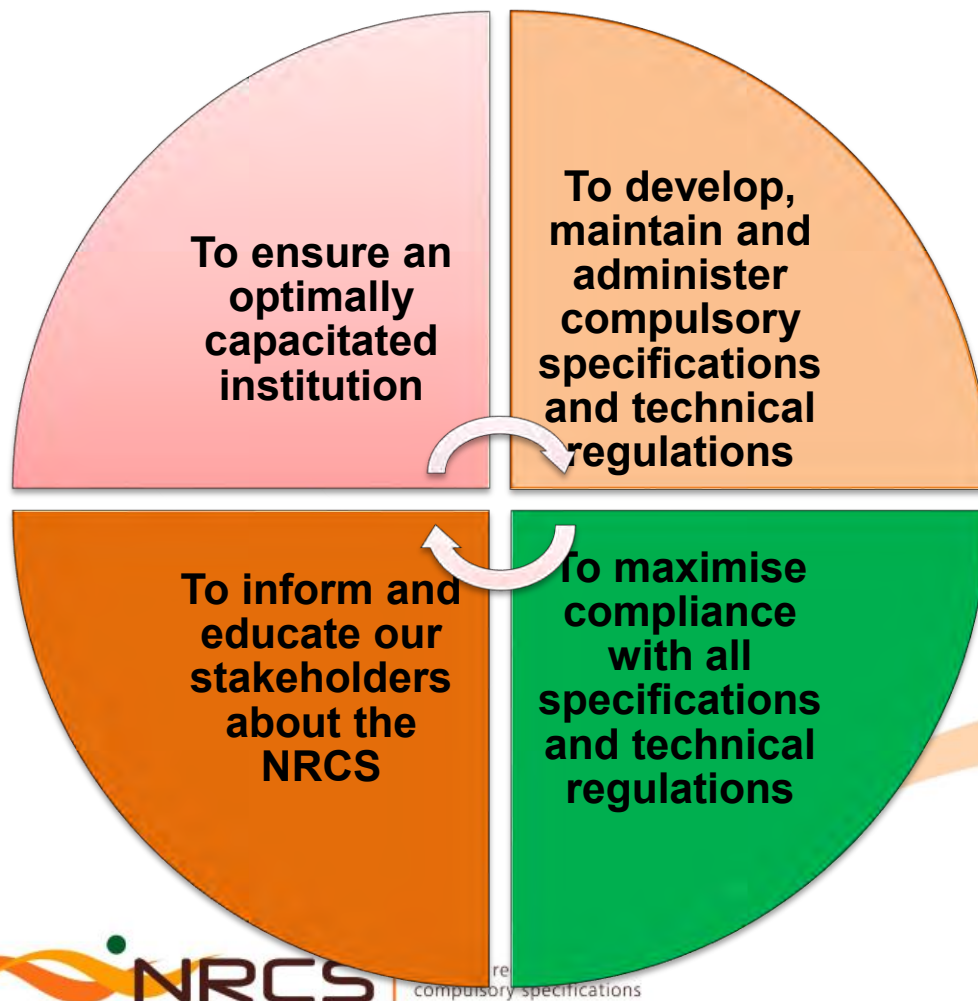 To ensure an
optimally
capacitated
institution
To develop,
maintain and
administer
compulsory
specifications
and technical
regulations
To inform and
educate our
stakeholders
about the
NRCS
To maximise
compliance
with all
specifications
and technical
regulations
NRCS
compulsory specifications